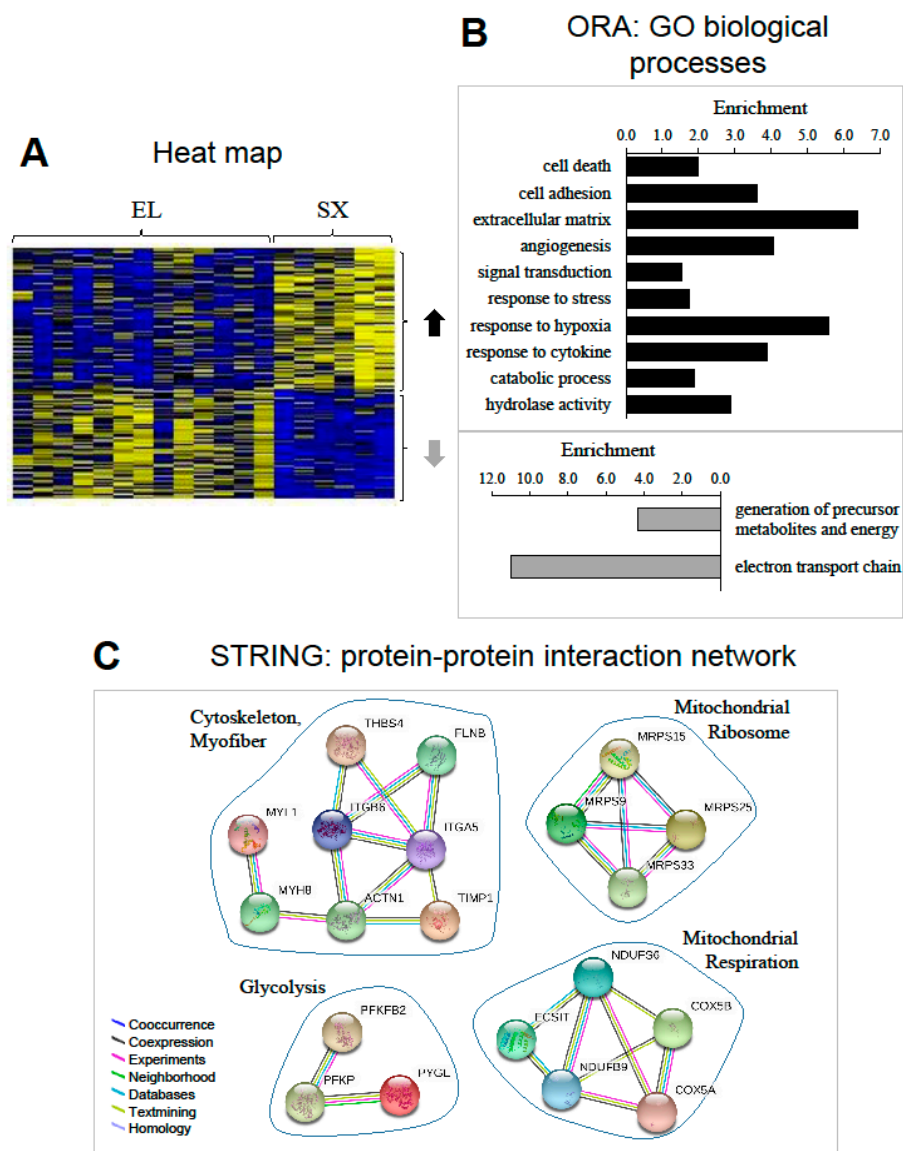 A
Heat map
EL
SX
B
ORA: GO biological
processes
Enrichment
0.0 1.0 2.0 3.0 4.0 5.0 6.0 7.0
cell death
cell adhesion
extracellular matrix
angiogenesis
signal transduction
response to stress
response to hypoxia
response to cytokine
catabolic process
hydrolase activity
Enrichment
12.0 10.0 8.0 6.0 4.0 2.0 0.0
generation of precursor
metabolites and energy
electron transport chain
C
STRING: protein-protein interaction network
Cytoskeleton,
Myofiber
THBS4
FLNB
MYL1
ITGB6
ITGA5
MYH8
ACTN1
TIMP1
Mitochondrial
Ribosome
MRPS15
MRPS9
MRPS25
MRPS33
Glycolysis
PFKFB2
PFKP
PYGL
Mitochondrial
Respiration
NDUFS6
COX5B
ECSIT
NDUFB9
COX5A
Cooccurrence
Coexpression
Experiments
Neighborhood
Databases
Textmining
Homology